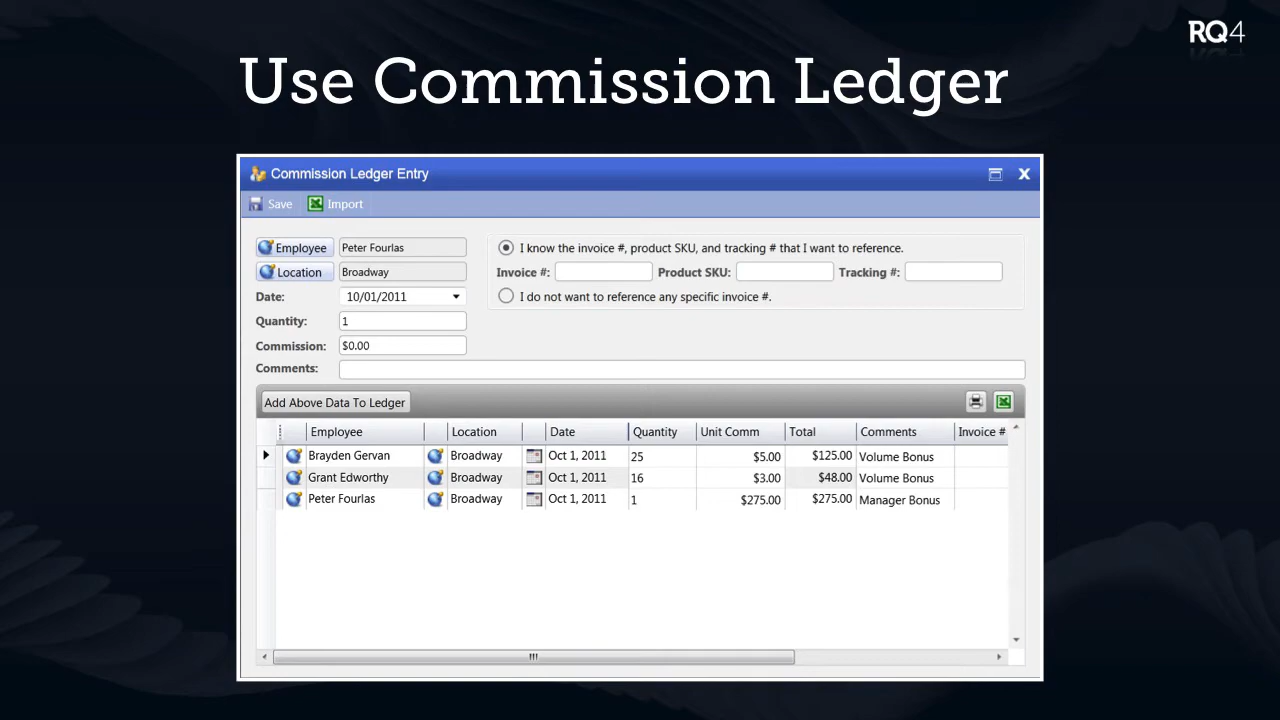 RQ4
Use Commission Ledger
Commission Ledger Entry
Save Import
Employee Peter Fourlas
Location Broadway
Date: 10/01/2011
Quantity: 1
Commission: $0.00
Comments:
I know the invoice #, product SKU, and tracking # that I want to reference.
Invoice #: Product SKU: Tracking #:
I do not want to reference any specific invoice #.
Add Above Data To Ledger
Employee Location Date Quantity Unit Comm Total Comments Invoice #
Brayden Gervan Broadway Oct 1, 2011 25 $5.00 $125.00 Volume Bonus
Grant Edworthy Broadway Oct 1, 2011 16 $3.00 $48.00 Volume Bonus
Peter Fourlas Broadway Oct 1, 2011 1 $275.00 $275.00 Manager Bonus